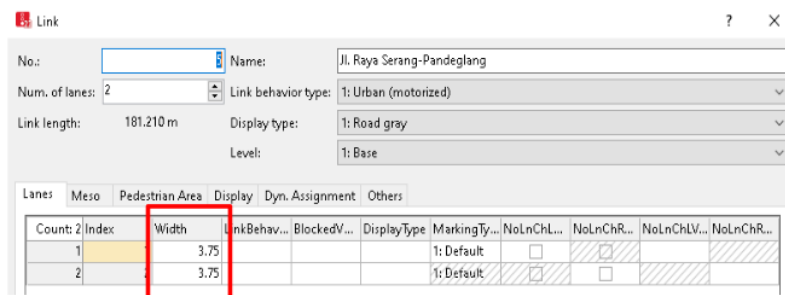 Link ? ×
No.: 5 Name: Jl. Raya Serang-Pandeglang
Num. of lanes: 2 Link behavior type: 1: Urban (motorized)
Link length: 181.210 m Display type: 1: Road gray
Level: 1: Base
Lanes Meso Pedestrian Area Display Dyn. Assignment Others
Count: 2 Index Width LinkBehav... BlockedV... DisplayType MarkingTy... NoLnChL... NoLnChR... NoLnChLV... NoLnChR...
1 1 3.75 1: Default
2 2 3.75 1: Default